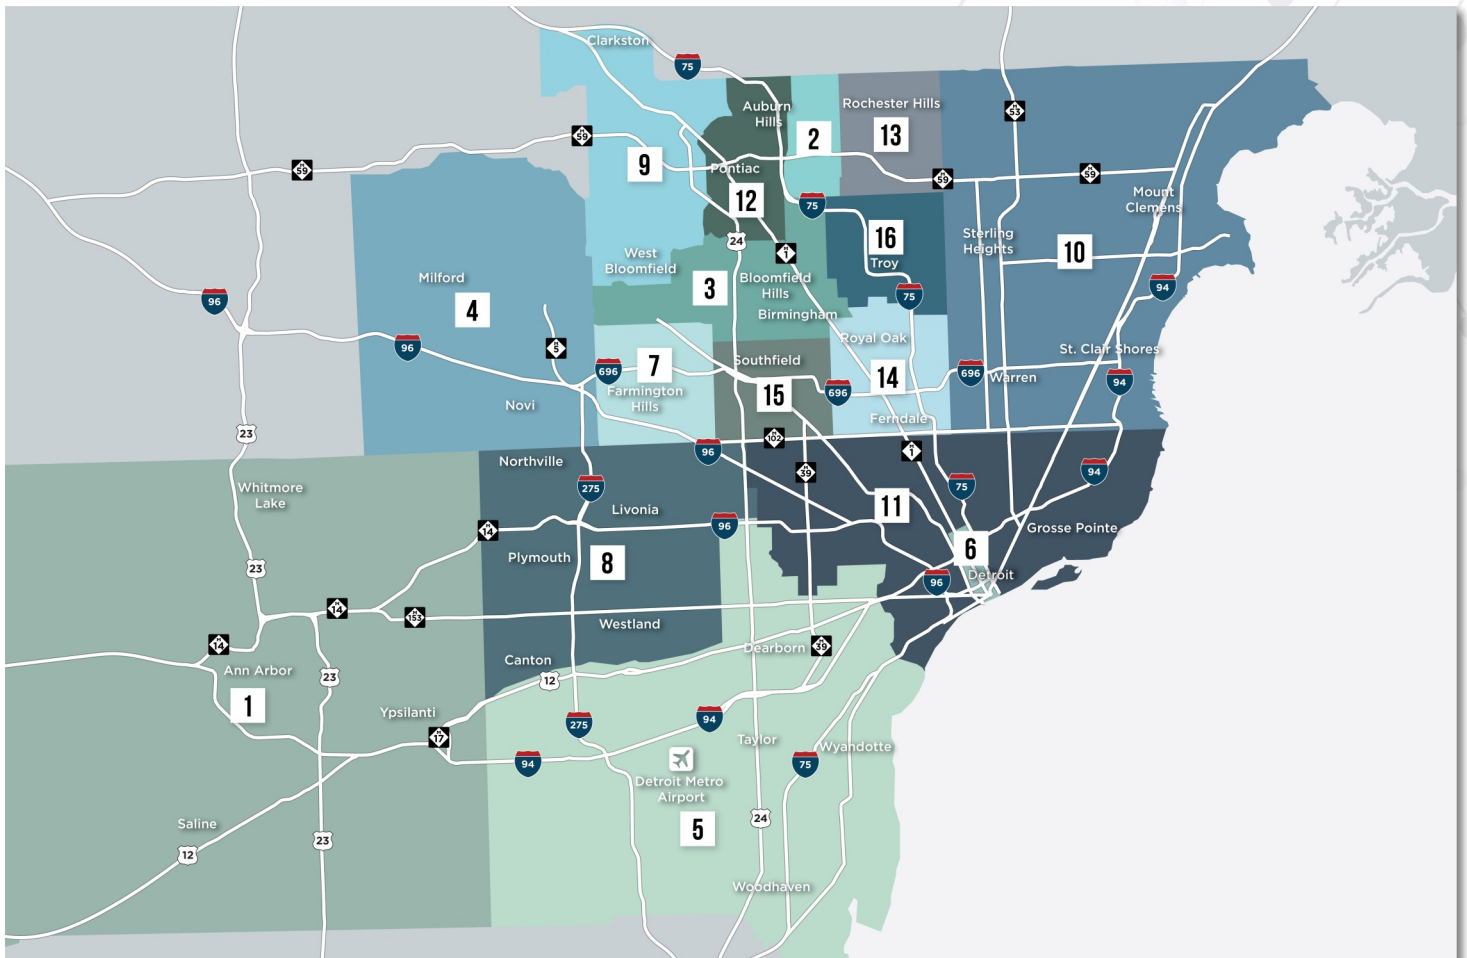 Clarkston
75
Auburn
Hills
2
Rochester Hills
13
M
53
M
59
M
59
9
Pontiac
12
75
M
59
M
59
Mount
Clemens
24
M
1
16
Troy
Sterling
Heights
10
West
Bloomfield
3
Bloomfield
Hills
Birmingham
75
94
Milford
4
96
96
M
5
696
7
Farmington
Hills
Southfield
15
696
Royal Oak
14
696
Warren
St. Clair Shores
94
Novi
Ferndale
23
96
M
102
M
39
M
1
94
Northville
275
75
Whitmore
Lake
Livonia
11
M
14
96
Grosse Pointe
Plymouth
8
6
Detroit
96
23
M
14
M
153
Westland
M
14
Dearborn
M
39
Ann Arbor
23
Canton
12
1
Ypsilanti
M
17
275
94
Taylor
Wyandotte
94
75
Detroit Metro
Airport
5
24
Saline
12
23
Woodhaven